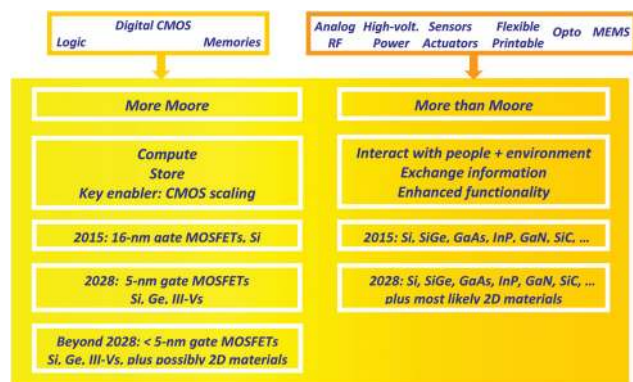 Digital CMOS
Logic Memories
Analog High-volt. Sensors Flexible Opto MEMS
RF Power Actuators Printable
More Moore
More than Moore
Compute
Store
Key enabler: CMOS scaling
Interact with people + environment
Exchange information
Enhanced functionality
2015: 16-nm gate MOSFETs, Si
2015: Si, SiGe, GaAs, InP, GaN, SiC, ...
2028: 5-nm gate MOSFETs
Si, Ge, III-Vs
2028: Si, SiGe, GaAs, InP, GaN, SiC, ...
plus most likely 2D materials
Beyond 2028: < 5-nm gate MOSFETs
Si, Ge, III-Vs, plus possibly 2D materials